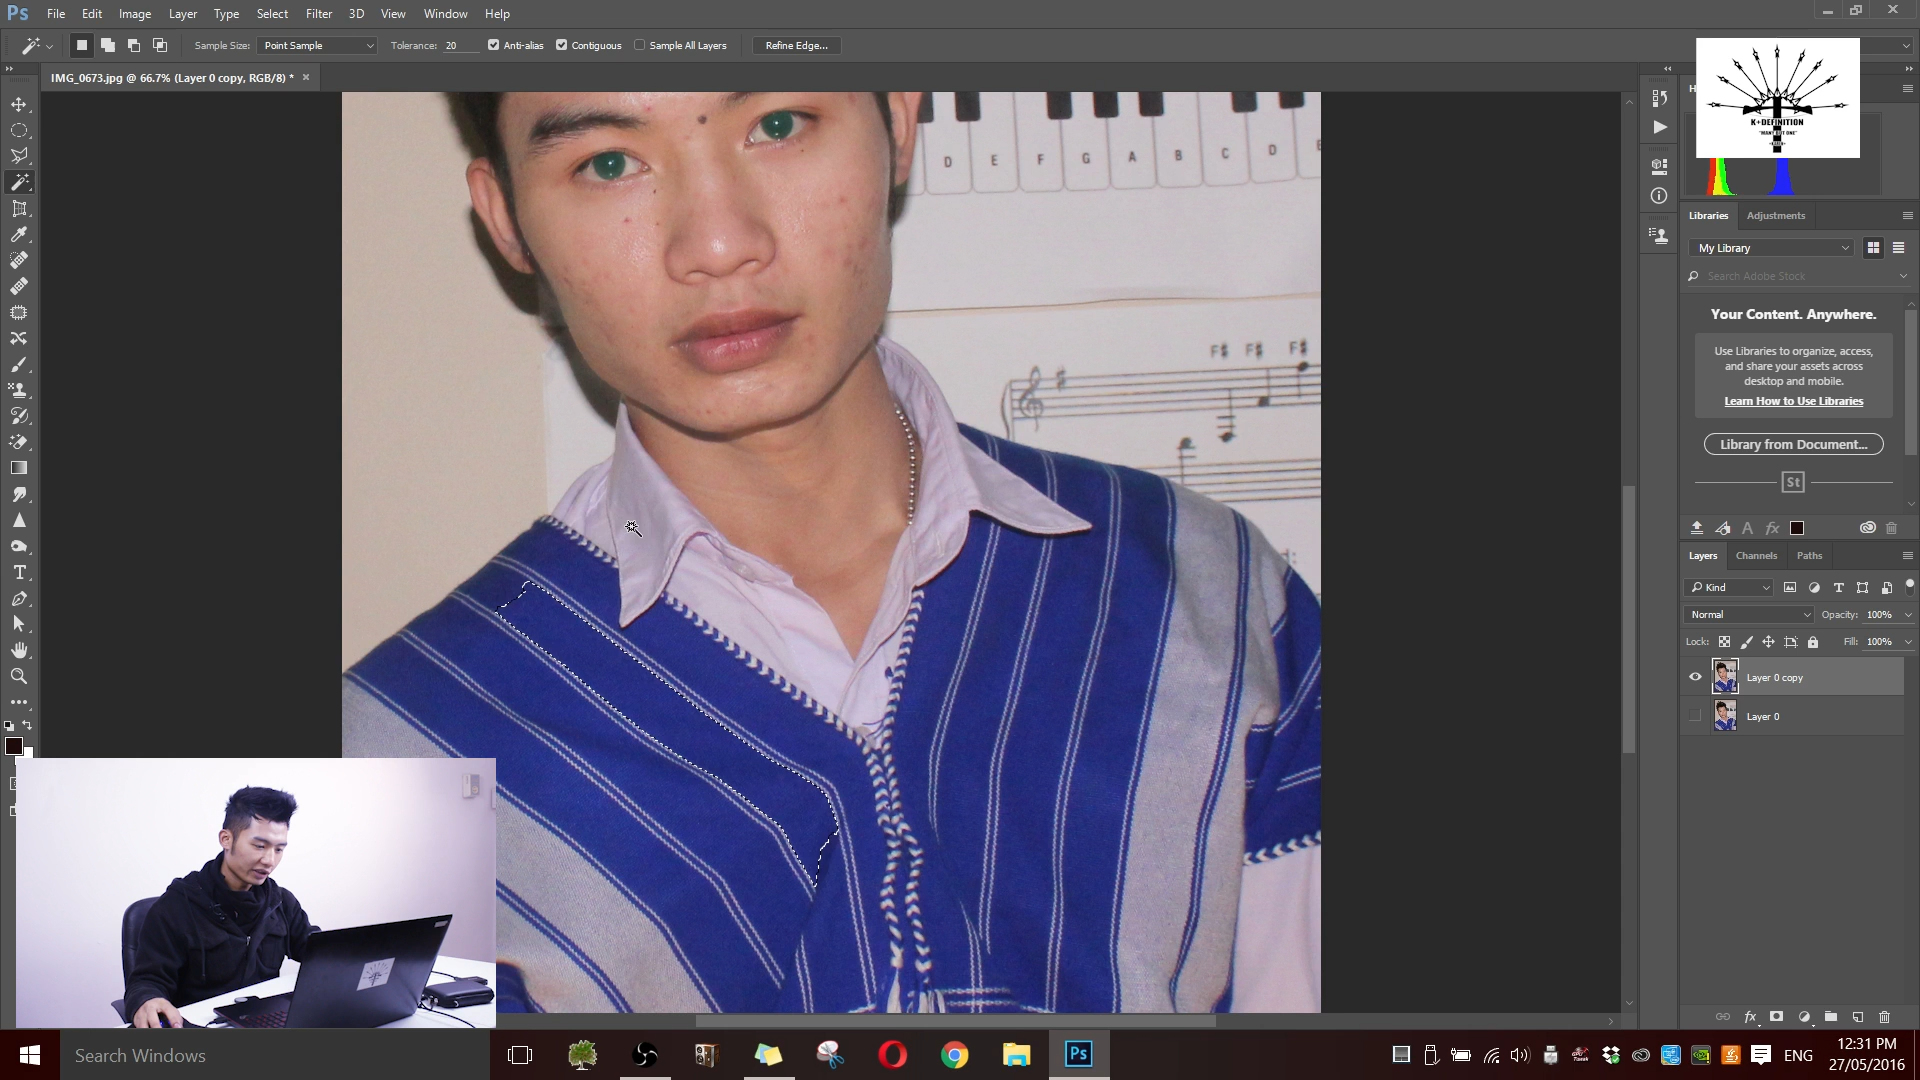 Ps File Edit Image Layer Type Select Filter 3D View Window Help
Sample Size: Point Sample Tolerance: 20 Anti-alias Contiguous Sample All Layers Refine Edge...
IMG_0673.jpg @ 66.7% (Layer 0 copy, RGB/8) * ×
K+DEFINITION
D E F G A B C D
Libraries Adjustments
My Library
Search Adobe Stock
Your Content. Anywhere.
Use Libraries to organize, access,
and share your assets across
desktop and mobile.
Learn How to Use Libraries
Library from Document...
St
F# F# F#
Layers Channels Paths
Kind
Normal Opacity: 100%
Lock: Fill: 100%
Layer 0 copy
Layer 0
Search Windows
Ps
ENG
12:31 PM
27/05/2016